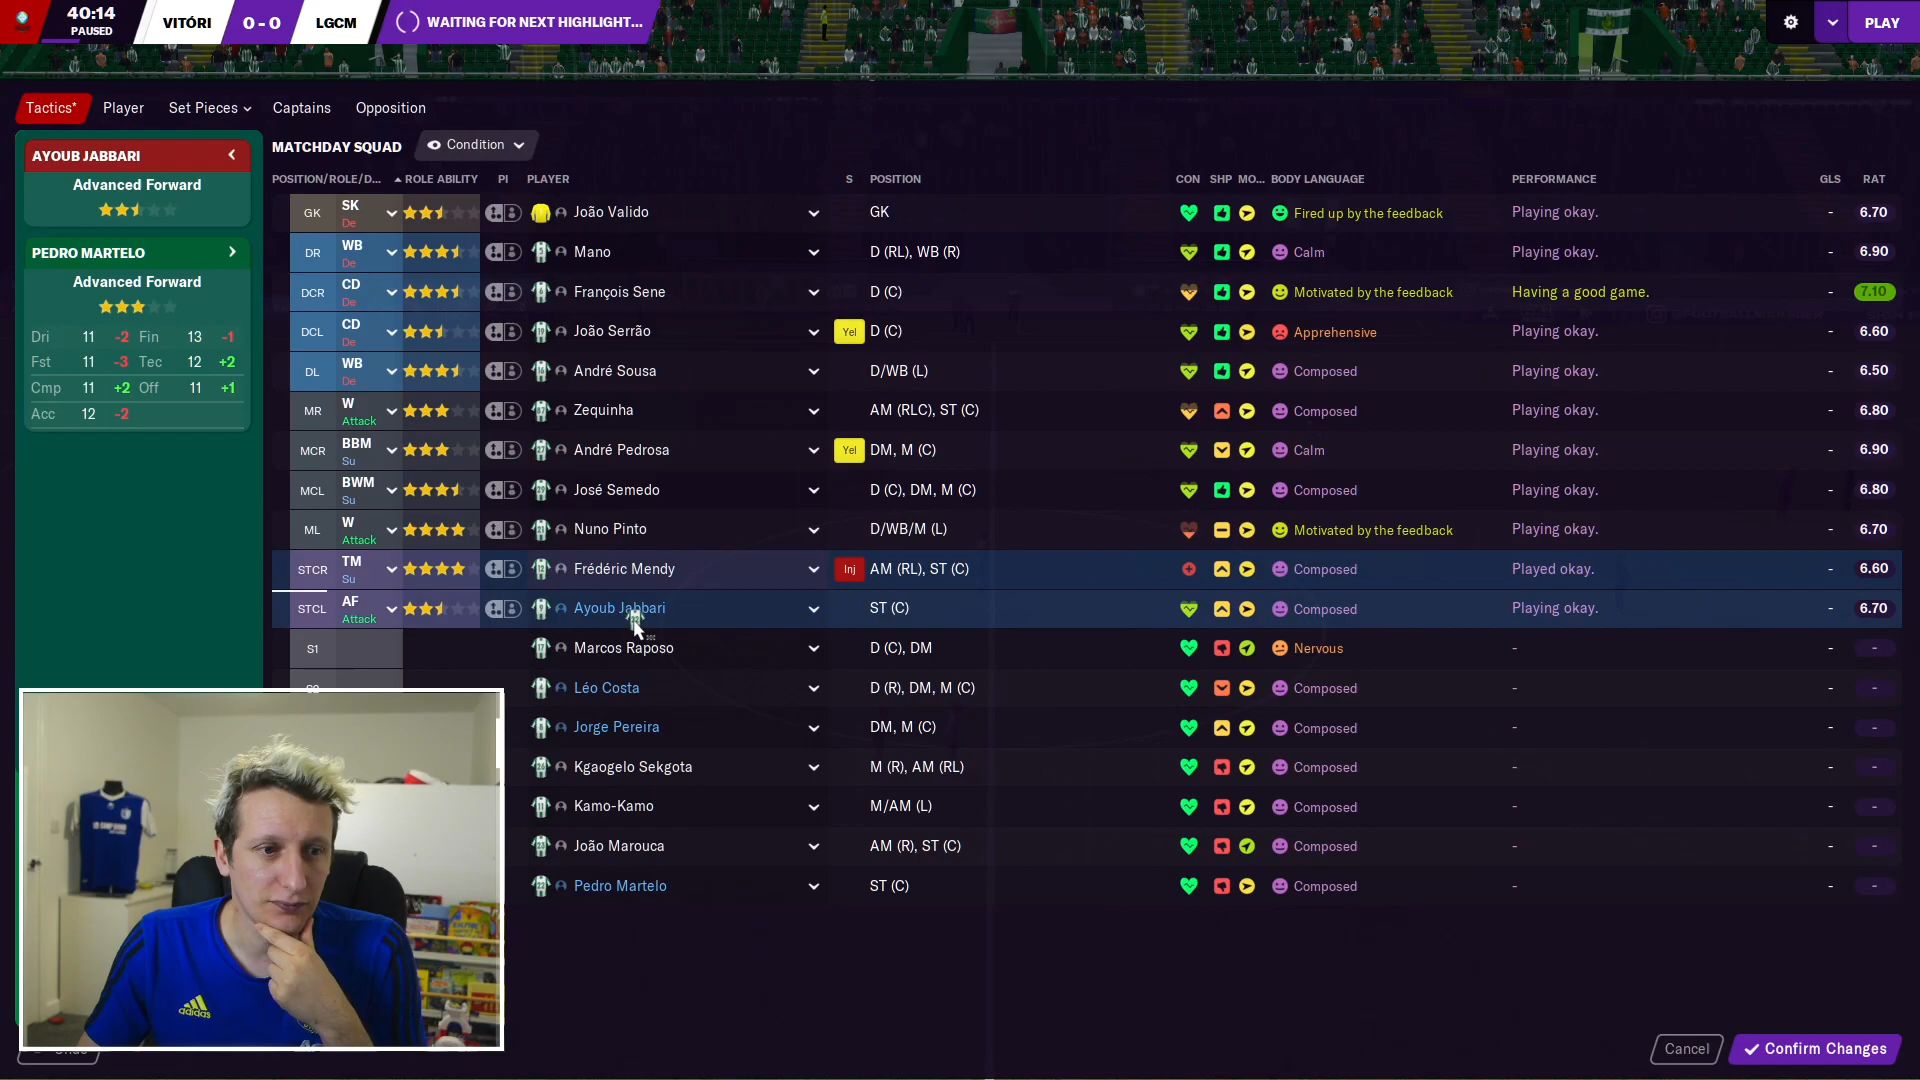 40:14 VITÓRI 0 - 0 LGCM WAITING FOR NEXT HIGHLIGHT... PLAY
PAUSED
Tactics* Player Set Pieces Captains Opposition
AYOUB JABBARI
Advanced Forward
PEDRO MARTELO
Advanced Forward
Dri 11 -2 Fin 13 -1
Fst 11 -3 Tec 12 +2
Cmp 11 +2 Off 11 +1
Acc 12 -2
MATCHDAY SQUAD Condition
POSITION/ROLE/D... ROLE ABILITY PI PLAYER S POSITION CON SHP MO... BODY LANGUAGE PERFORMANCE GLS RAT
GK SK De João Valido GK Fired up by the feedback Playing okay. - 6.70
DR WB De Mano D (RL), WB (R) Calm Playing okay. - 6.90
DCR CD De François Sene D (C) Motivated by the feedback Having a good game. - 7.10
DCL CD De João Serrão Yel D (C) Apprehensive Playing okay. - 6.60
DL WB De André Sousa D/WB (L) Composed Playing okay. - 6.50
MR W Attack Zequinha AM (RLC), ST (C) Composed Playing okay. - 6.80
MCR BBM Su André Pedrosa Yel DM, M (C) Calm Playing okay. - 6.90
MCL BWM Su José Semedo D (C), DM, M (C) Composed Playing okay. - 6.80
ML W Attack Nuno Pinto D/WB/M (L) Motivated by the feedback Playing okay. - 6.70
STCR TM Su Frédéric Mendy Inj AM (RL), ST (C) Composed Played okay. - 6.60
STCL AF Attack Ayoub Jabbari ST (C) Composed Playing okay. - 6.70
S1 Marcos Raposo D (C), DM Nervous - - -
Léo Costa D (R), DM, M (C) Composed - - -
Jorge Pereira DM, M (C) Composed - - -
Kgaogelo Sekgota M (R), AM (RL) Composed - - -
Kamo-Kamo M/AM (L) Composed - - -
João Marouca AM (R), ST (C) Composed - - -
Pedro Martelo ST (C) Composed - - -
adidas
Cancel Confirm Changes